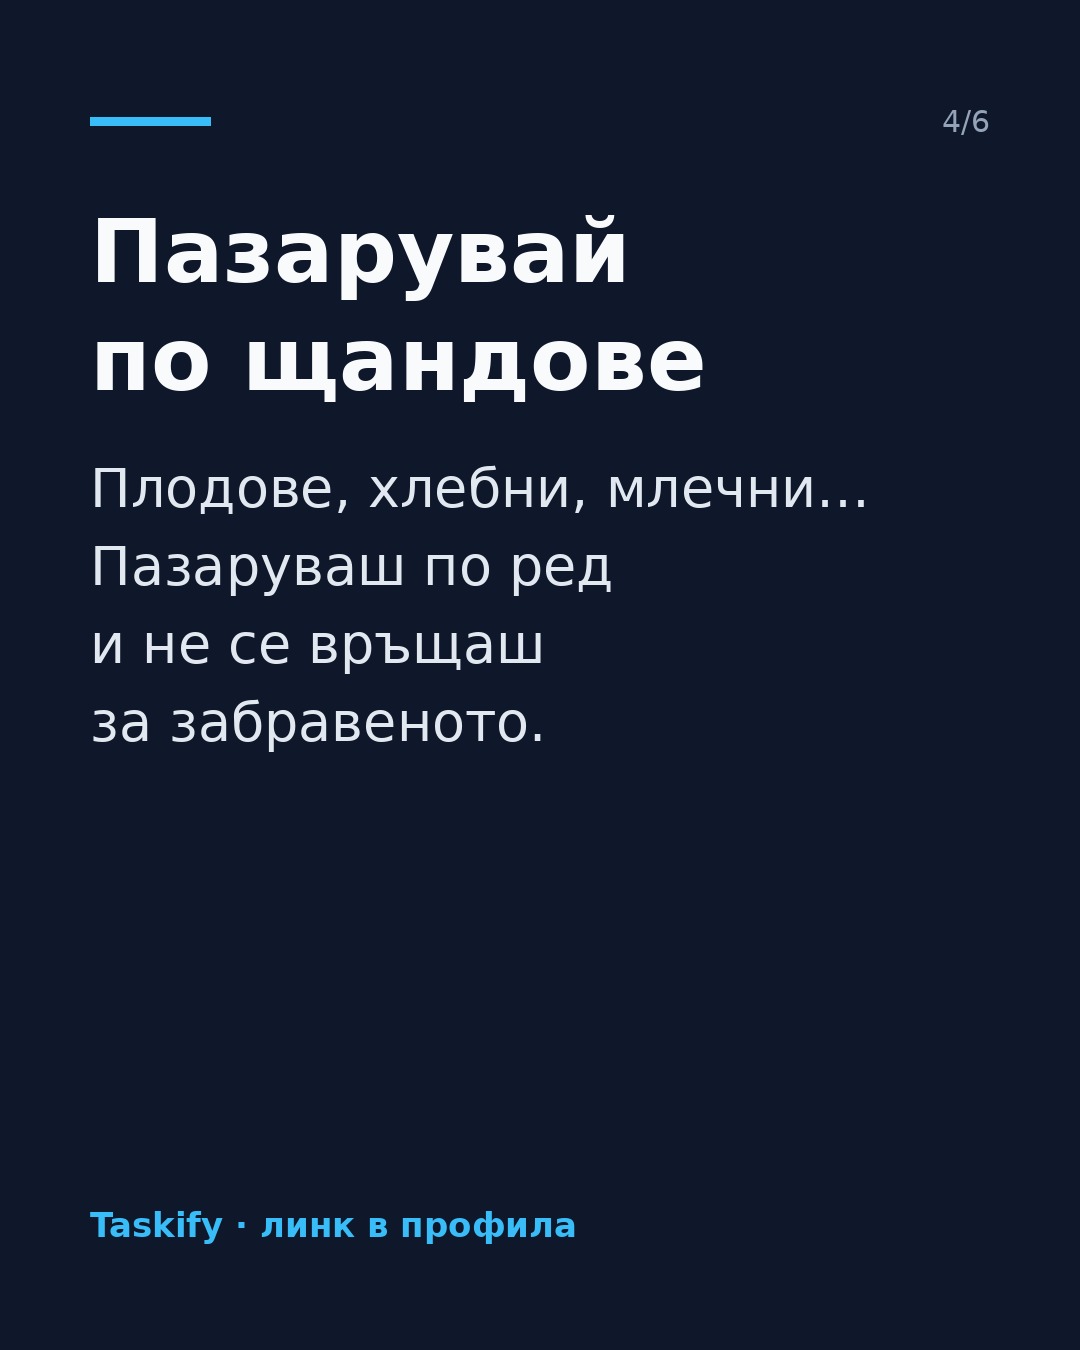 4/6
Пазарувай
по щандове
Плодове, хлебни, млечни...
Пазаруваш по ред
и не се връщаш
за забравеното.
Taskify · линк в профила